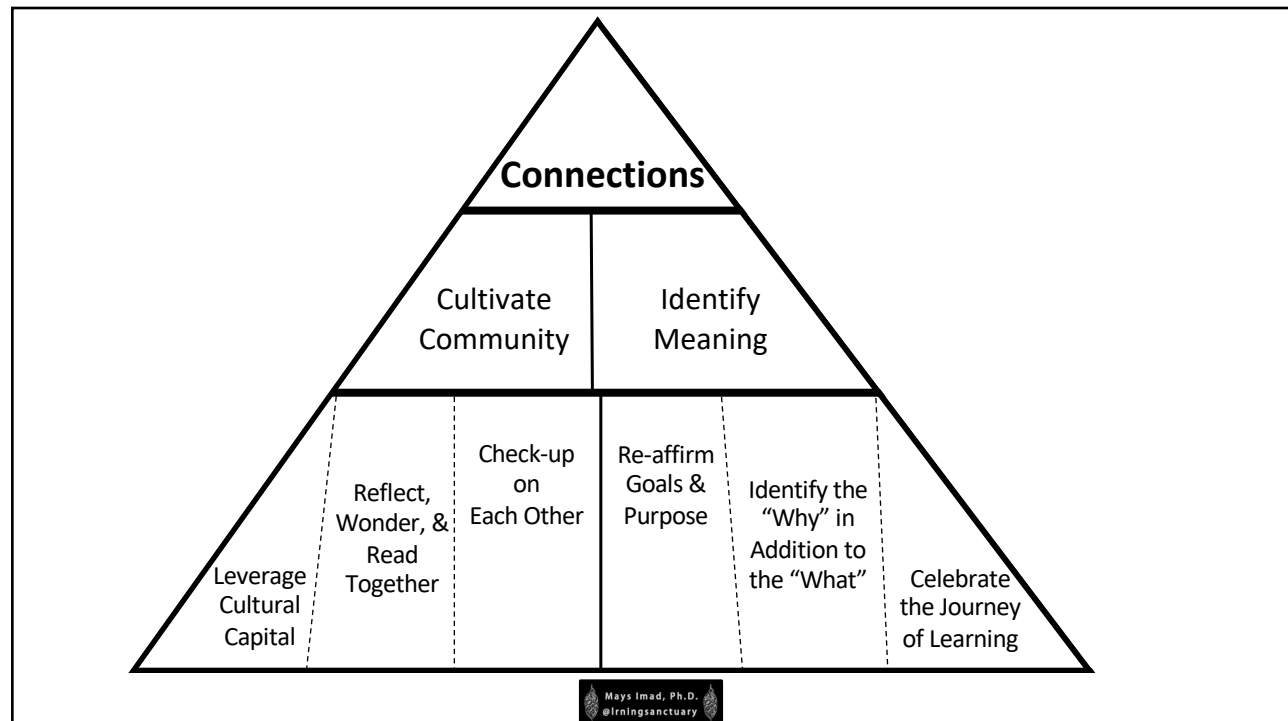 Connections
Cultivate
Community
Identify
Meaning
Leverage
Cultural
Capital
Reflect,
Wonder, &
Read
Together
Check-up
on
Each Other
Re-affirm
Goals &
Purpose
Identify the
“Why” in
Addition to
the “What”
Celebrate
the Journey
of Learning
Mays Imad, Ph.D.
@lrningsanctuary